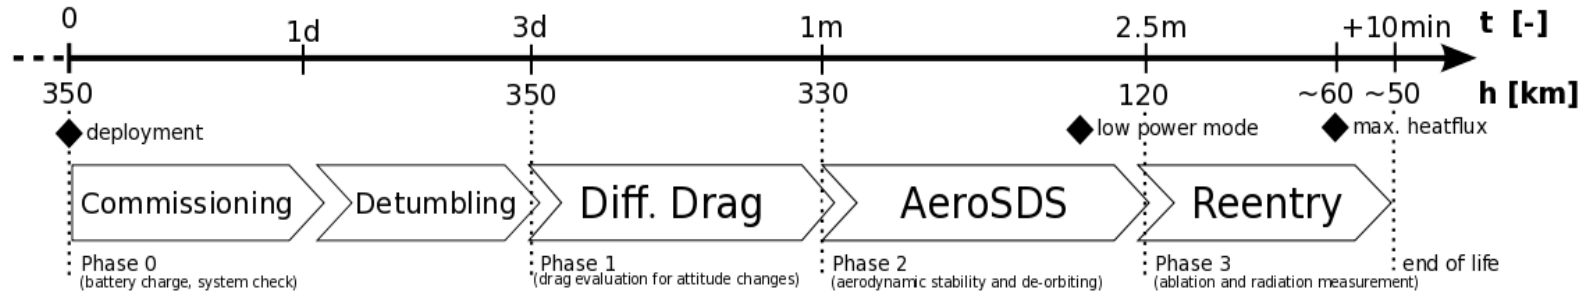 0 1d 3d 1m 2.5m +10min t [-]
350 350 330 120 ~60 ~50 h [km]
deployment low power mode max. heatflux
Commissioning Detumbling Diff. Drag AeroSDS Reentry
Phase 0 Phase 1 Phase 2 Phase 3 end of life
(battery charge, system check) (drag evaluation for attitude changes) (aerodynamic stability and de-orbiting) (ablation and radiation measurement)